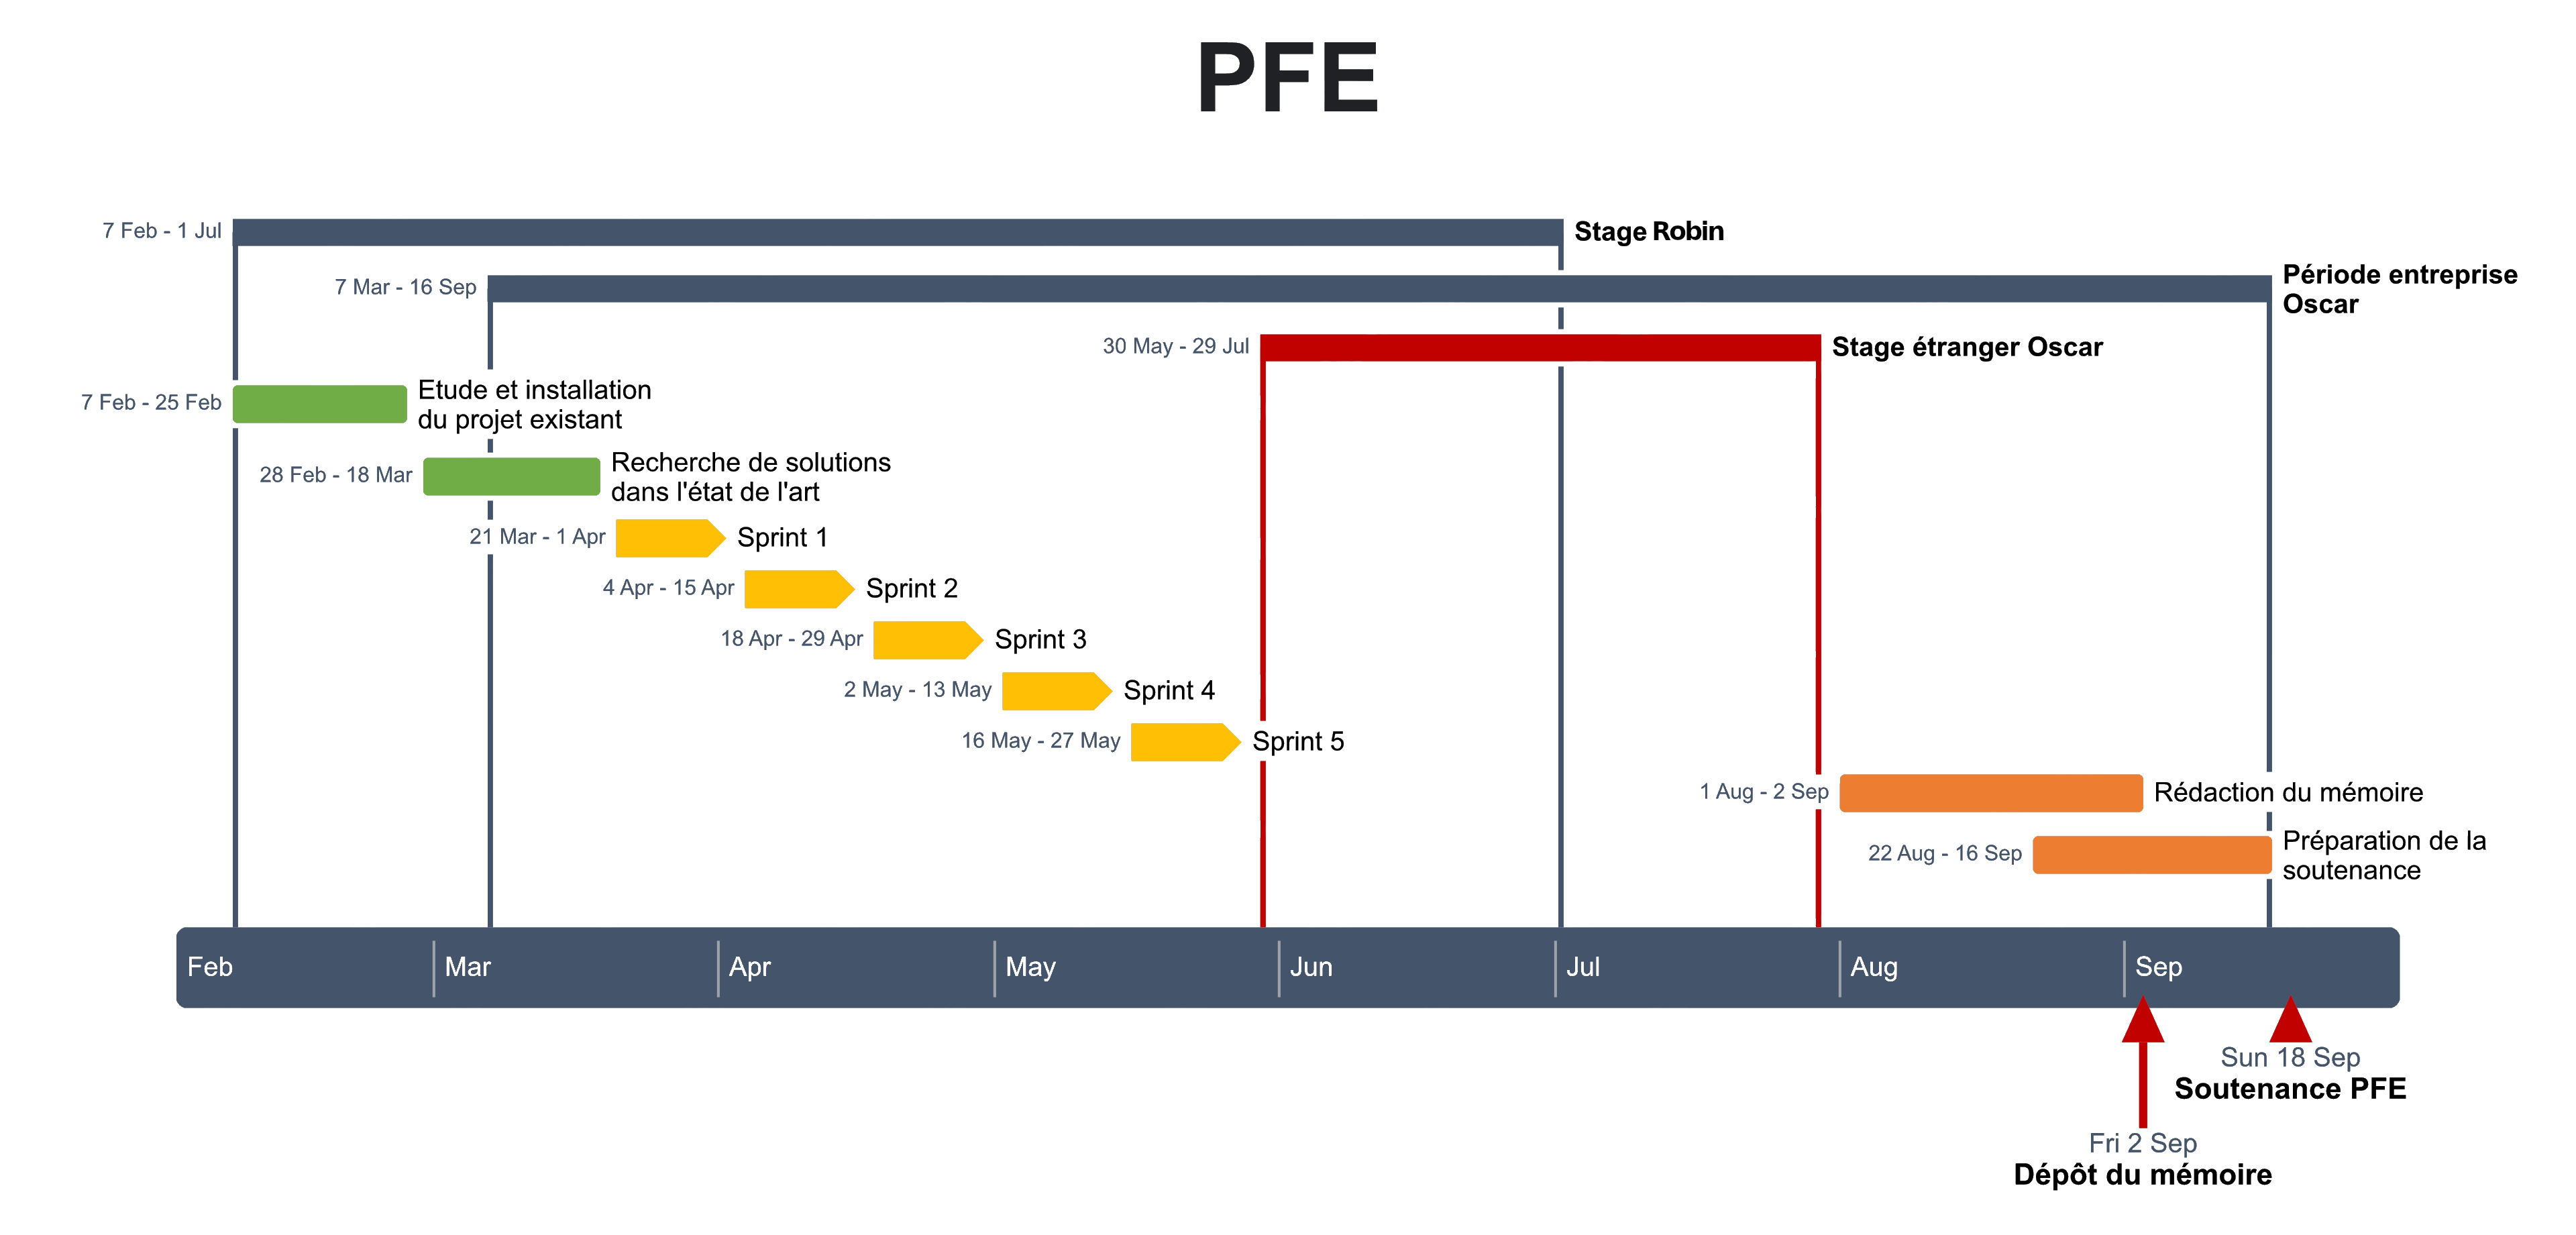 PFE
7 Feb - 1 Jul
Stage Robin
7 Mar - 16 Sep
Période entreprise
Oscar
30 May - 29 Jul
Stage étranger Oscar
7 Feb - 25 Feb
Etude et installation
du projet existant
28 Feb - 18 Mar
Recherche de solutions
dans l'état de l'art
21 Mar - 1 Apr
Sprint 1
4 Apr - 15 Apr
Sprint 2
18 Apr - 29 Apr
Sprint 3
2 May - 13 May
Sprint 4
16 May - 27 May
Sprint 5
1 Aug - 2 Sep
Rédaction du mémoire
22 Aug - 16 Sep
Préparation de la
soutenance
Feb Mar Apr May Jun Jul Aug Sep
Sun 18 Sep
Soutenance PFE
Fri 2 Sep
Dépôt du mémoire